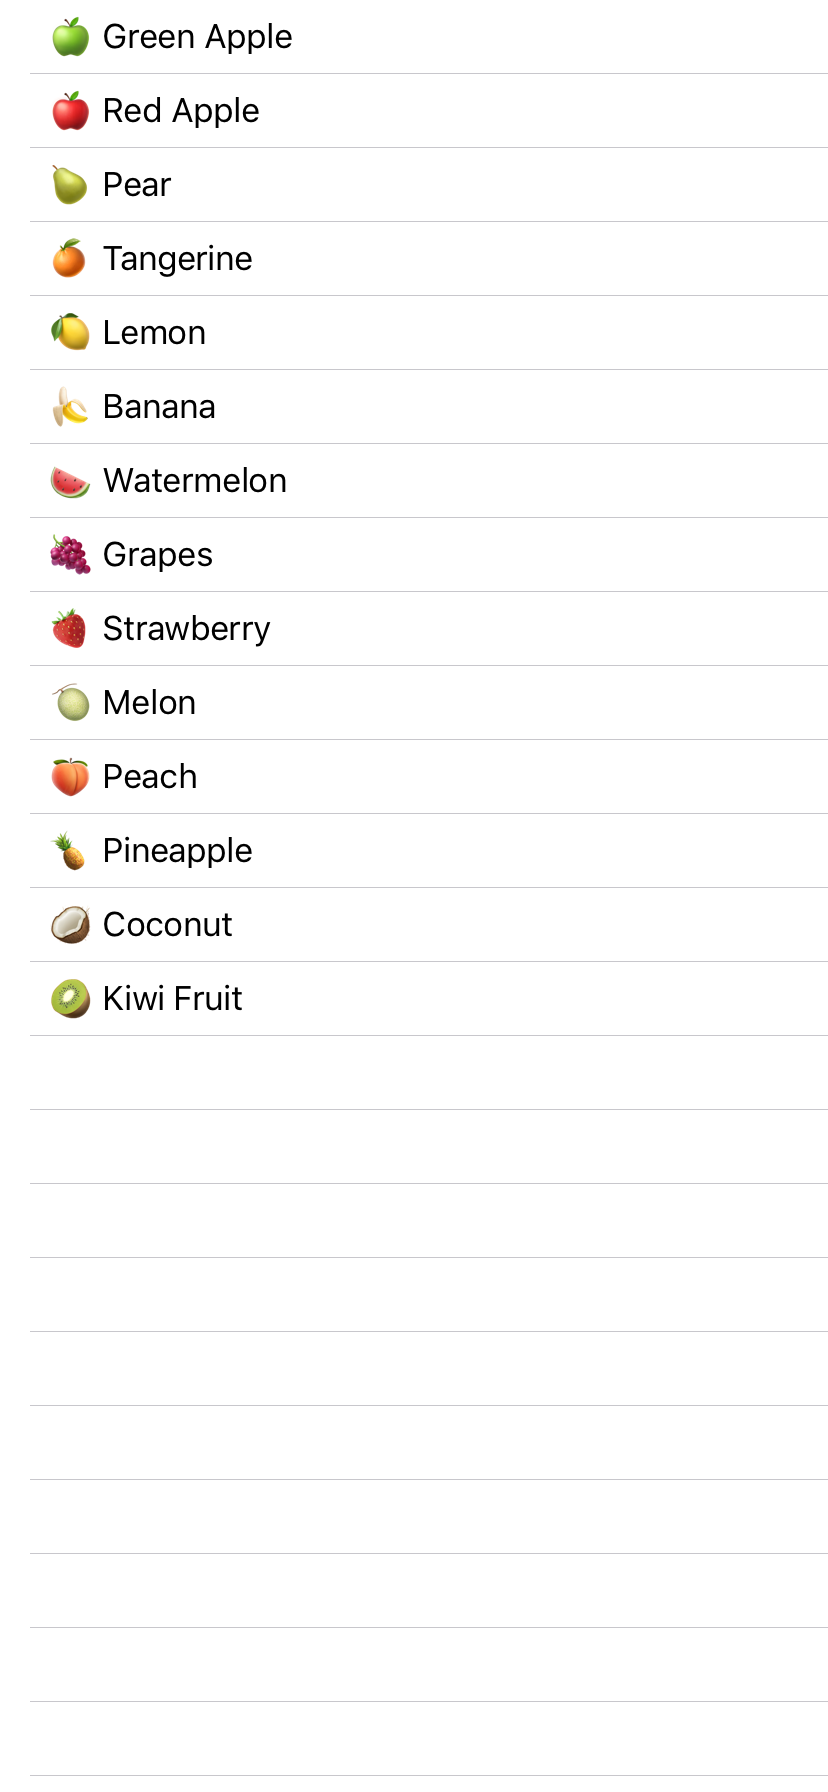 🍏 Green Apple
🍎 Red Apple
🍐 Pear
🍊 Tangerine
🍋 Lemon
🍌 Banana
🍉 Watermelon
🍇 Grapes
🍓 Strawberry
🍈 Melon
🍑 Peach
🍍 Pineapple
🥥 Coconut
🥝 Kiwi Fruit